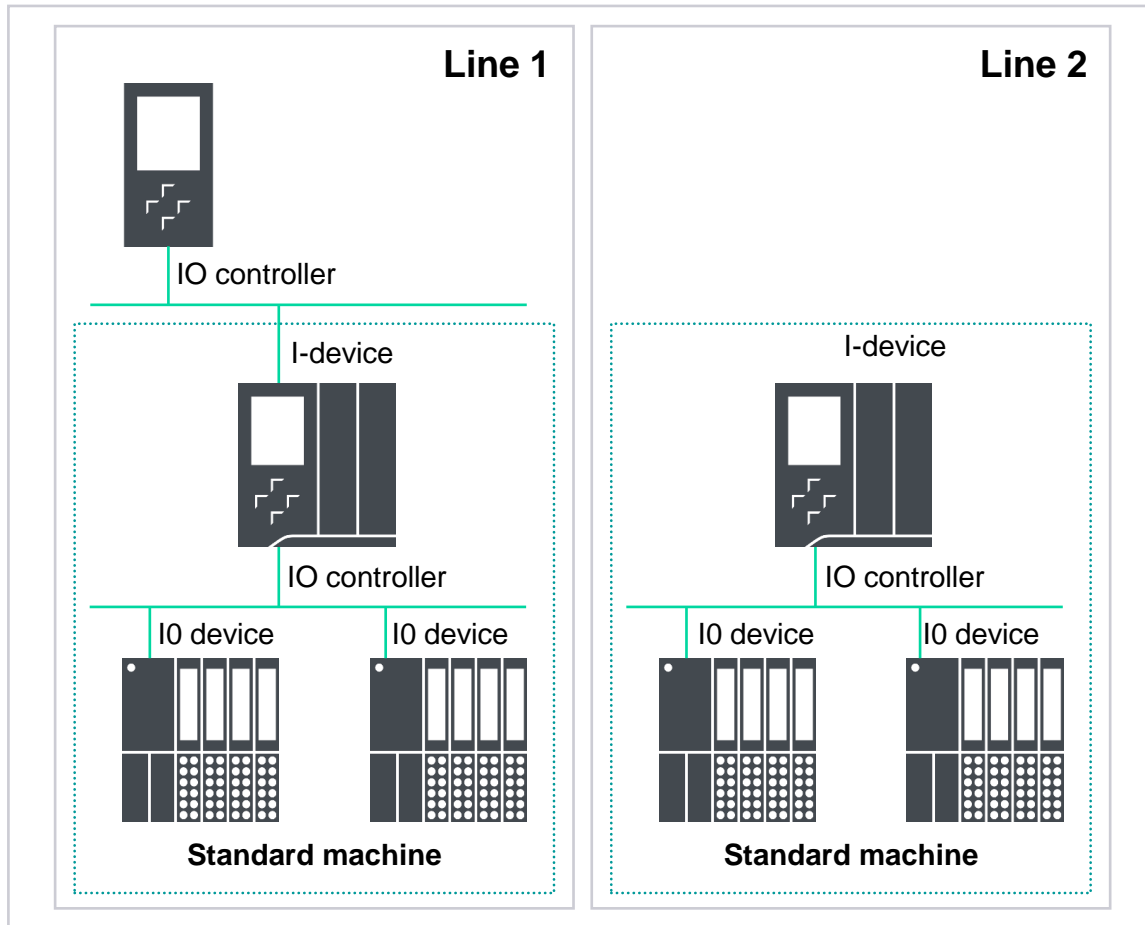 Line 1
IO controller
I-device
IO controller
I0 device
I0 device
Standard machine
Line 2
I-device
IO controller
I0 device
I0 device
Standard machine